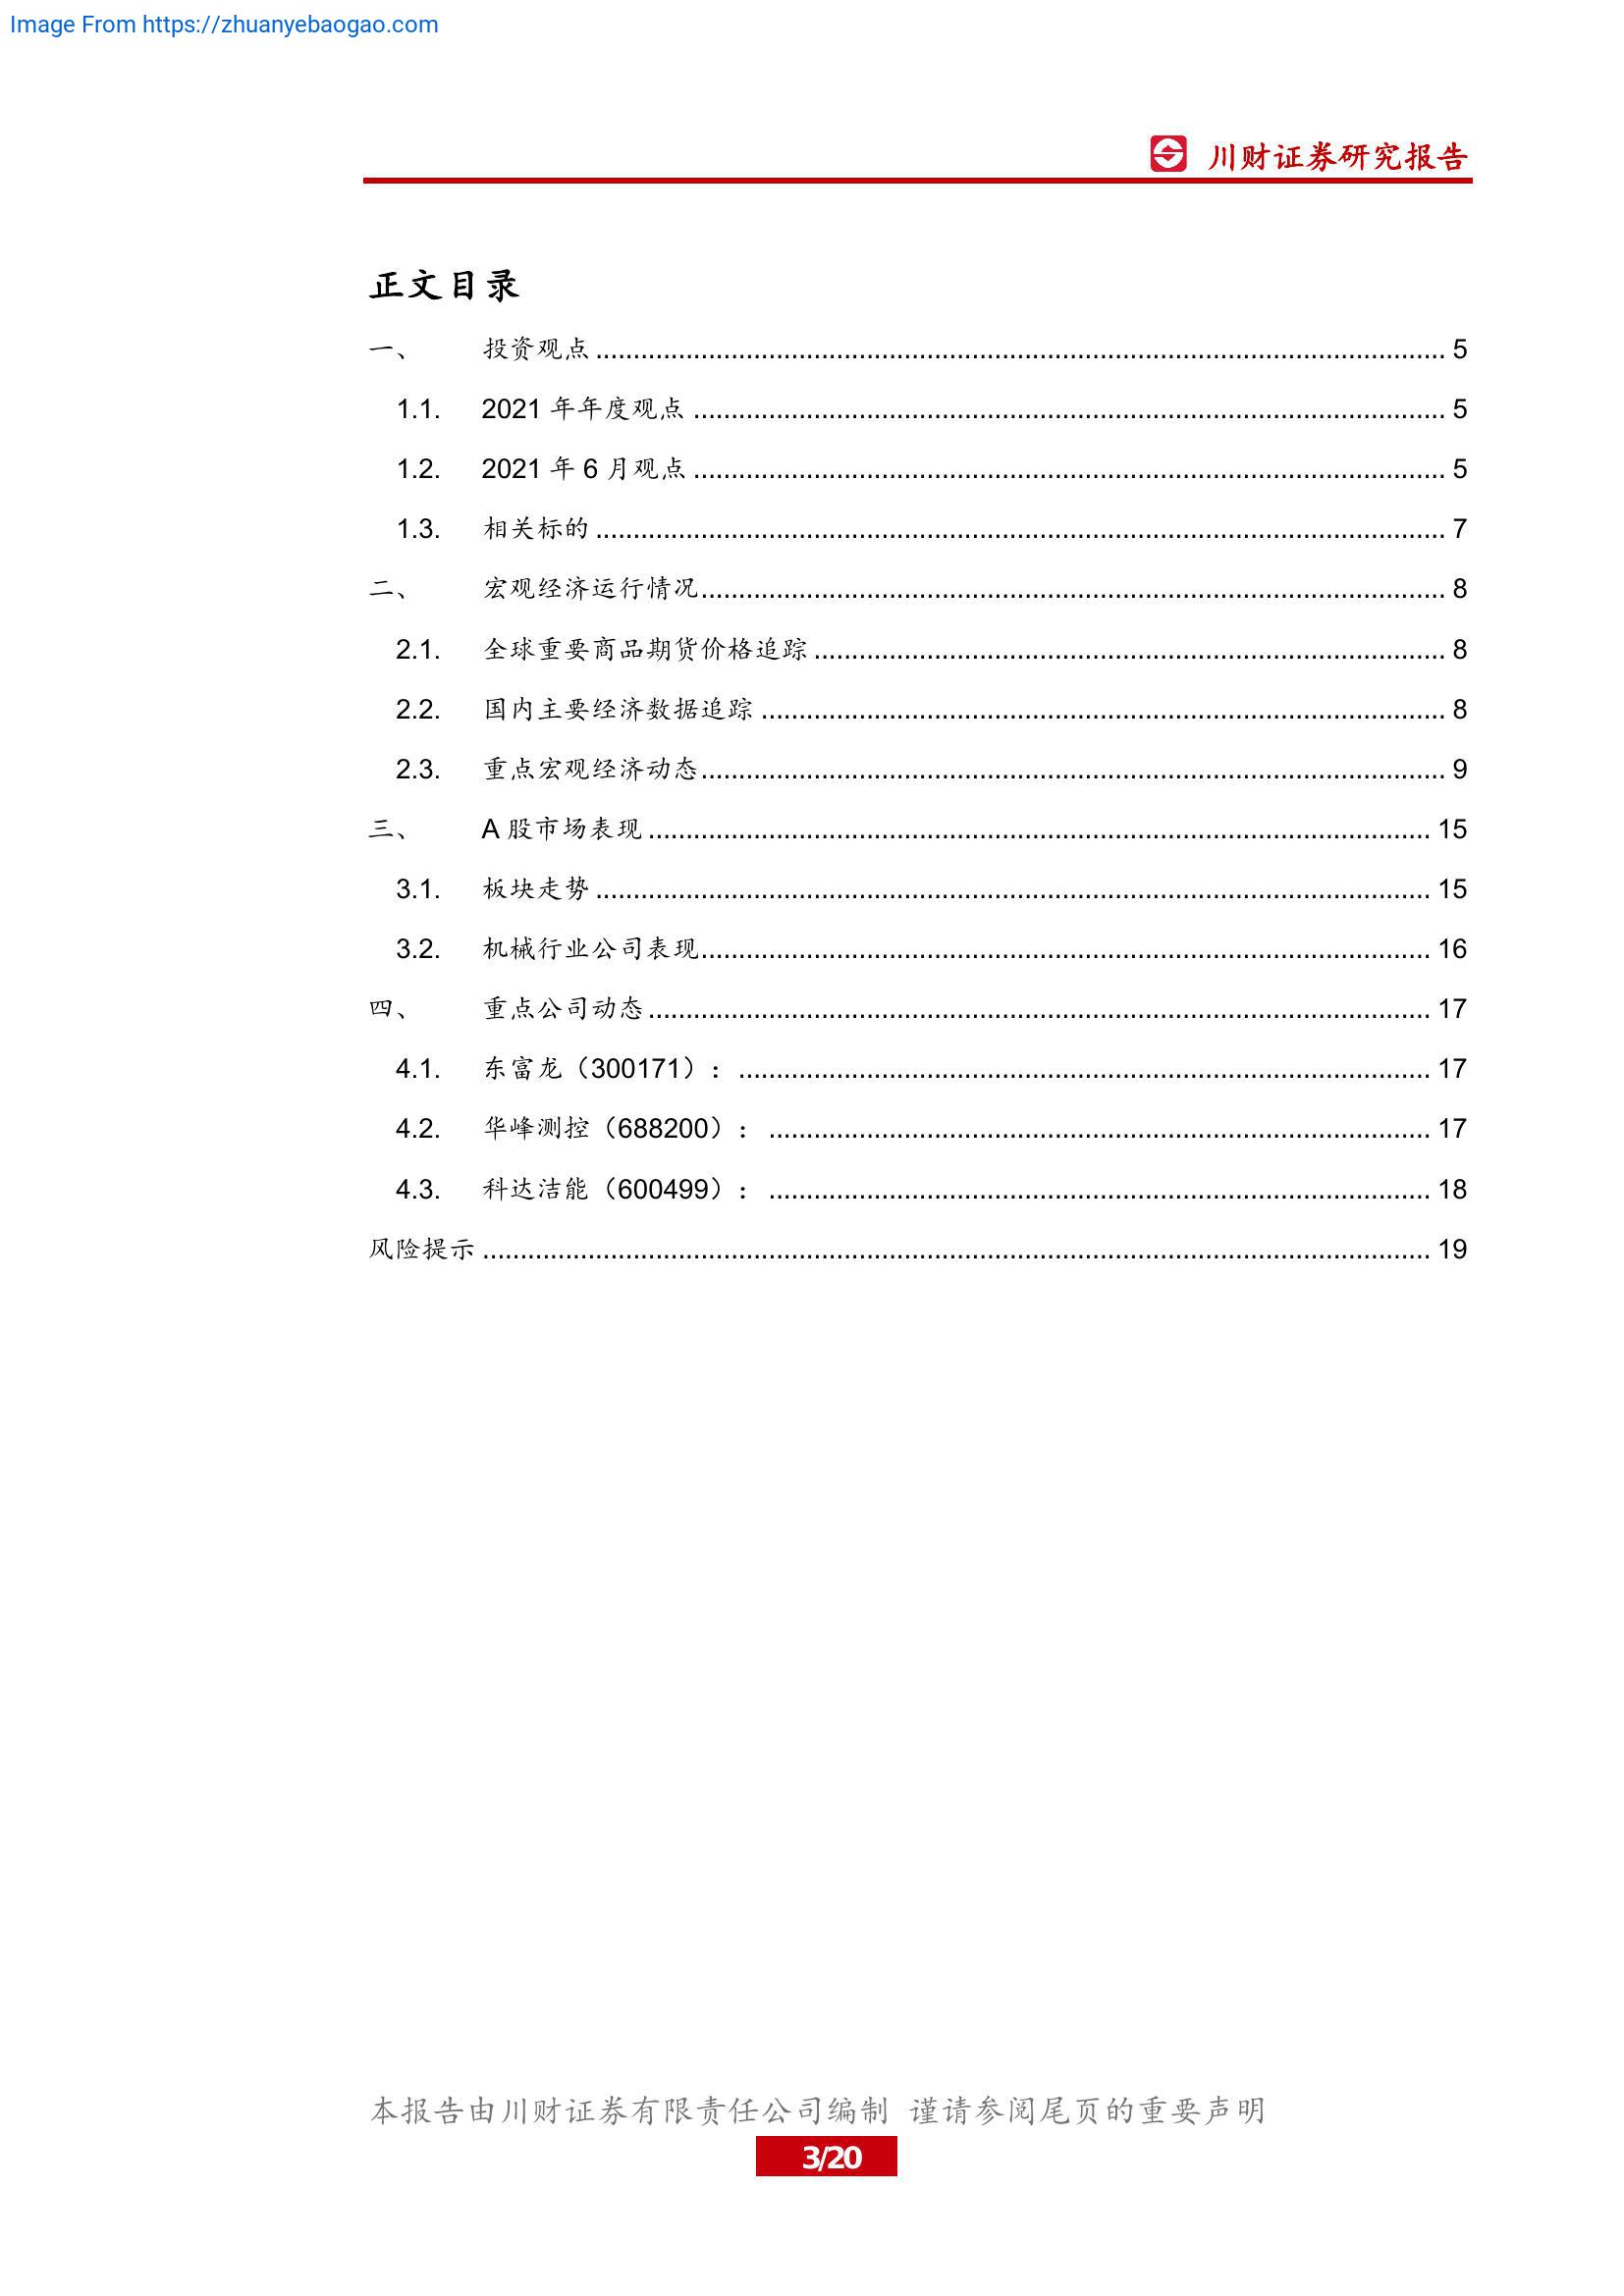 Image From https://zhuanyebaogao.com
川财证券研究报告
正文目录
一、 投资观点 ........ 5
1.1. 2021 年年度观点 ........ 5
1.2. 2021 年 6 月观点 ........ 5
1.3. 相关标的 ........ 7
二、 宏观经济运行情况 ........ 8
2.1. 全球重要商品期货价格追踪 ........ 8
2.2. 国内主要经济数据追踪 ........ 8
2.3. 重点宏观经济动态 ........ 9
三、 A 股市场表现 ........ 15
3.1. 板块走势 ........ 15
3.2. 机械行业公司表现 ........ 16
四、 重点公司动态 ........ 17
4.1. 东富龙（300171）： ........ 17
4.2. 华峰测控（688200）： ........ 17
4.3. 科达洁能（600499）： ........ 18
风险提示 ........ 19
本报告由川财证券有限责任公司编制 谨请参阅尾页的重要声明
3/20